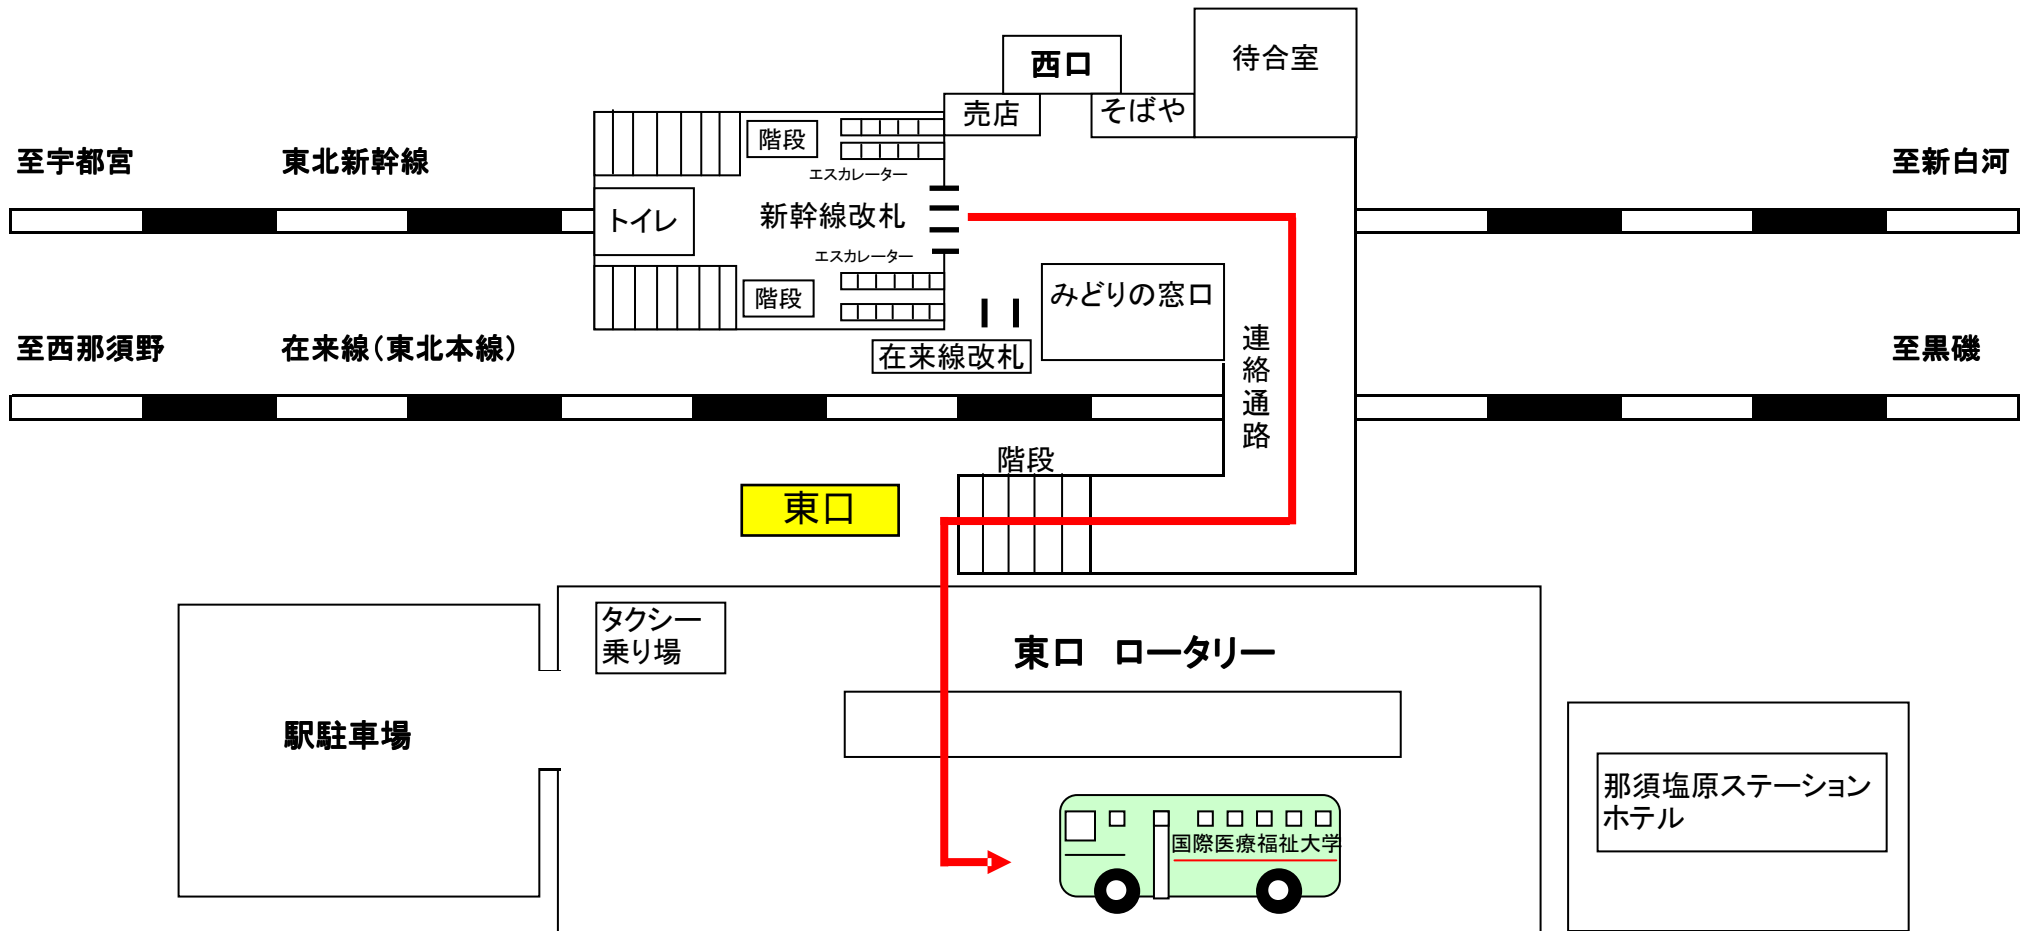 西口
待合室
売店
そばや
階段
エスカレーター
至宇都宮
東北新幹線
至新白河
トイレ
新幹線改札
エスカレーター
階段
みどりの窓口
連絡通路
至西那須野
在来線(東北本線)
在来線改札
至黒磯
階段
東口
タクシー
乗り場
東口 ロータリー
駅駐車場
那須塩原ステーション
ホテル
国際医療福祉大学